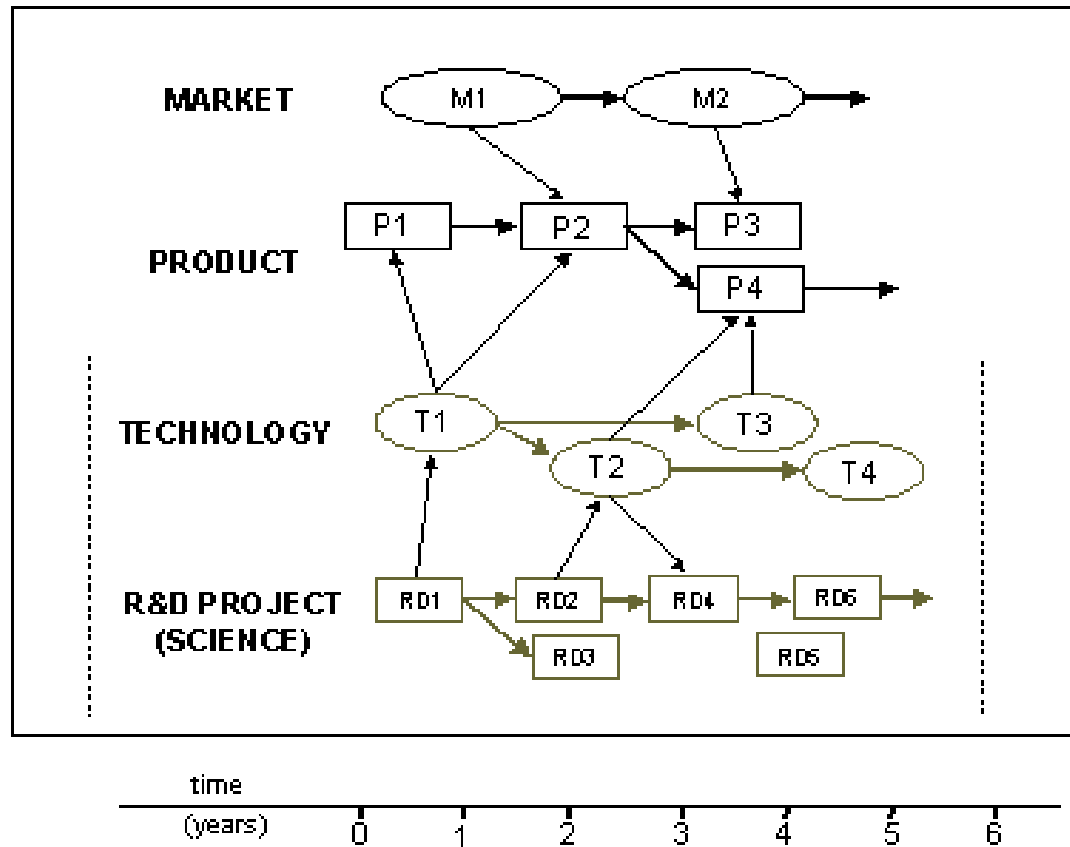 MARKET
M1
M2
P1
P2
P3
PRODUCT
P4
TECHNOLOGY
T1
T3
T2
T4
R&D PROJECT
(SCIENCE)
RD1
RD2
RD4
RD6
RD3
RD5
time
(years)
0 1 2 3 4 5 6